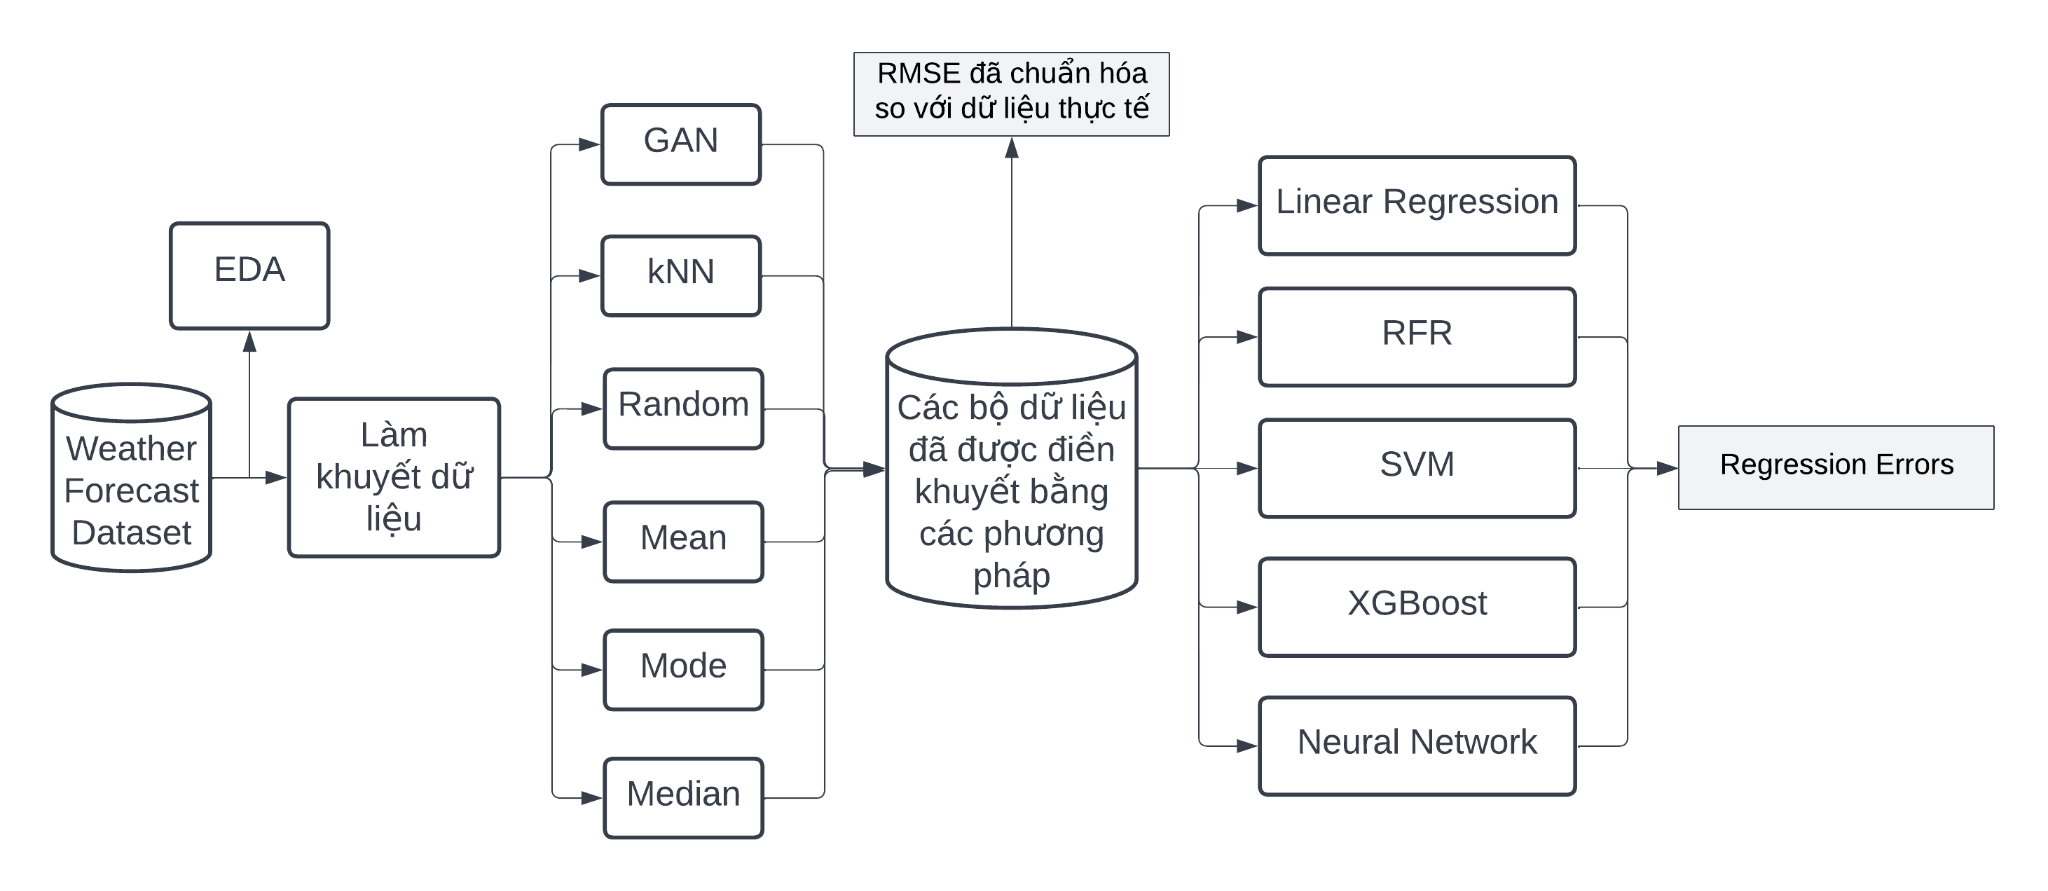 Weather
Forecast
Dataset
EDA
Làm
khuyết dữ
liệu
GAN
kNN
Random
Mean
Mode
Median
RMSE đã chuẩn hóa
so với dữ liệu thực tế
Các bộ dữ liệu
đã được điền
khuyết bằng
các phương
pháp
Linear Regression
RFR
SVM
XGBoost
Neural Network
Regression Errors